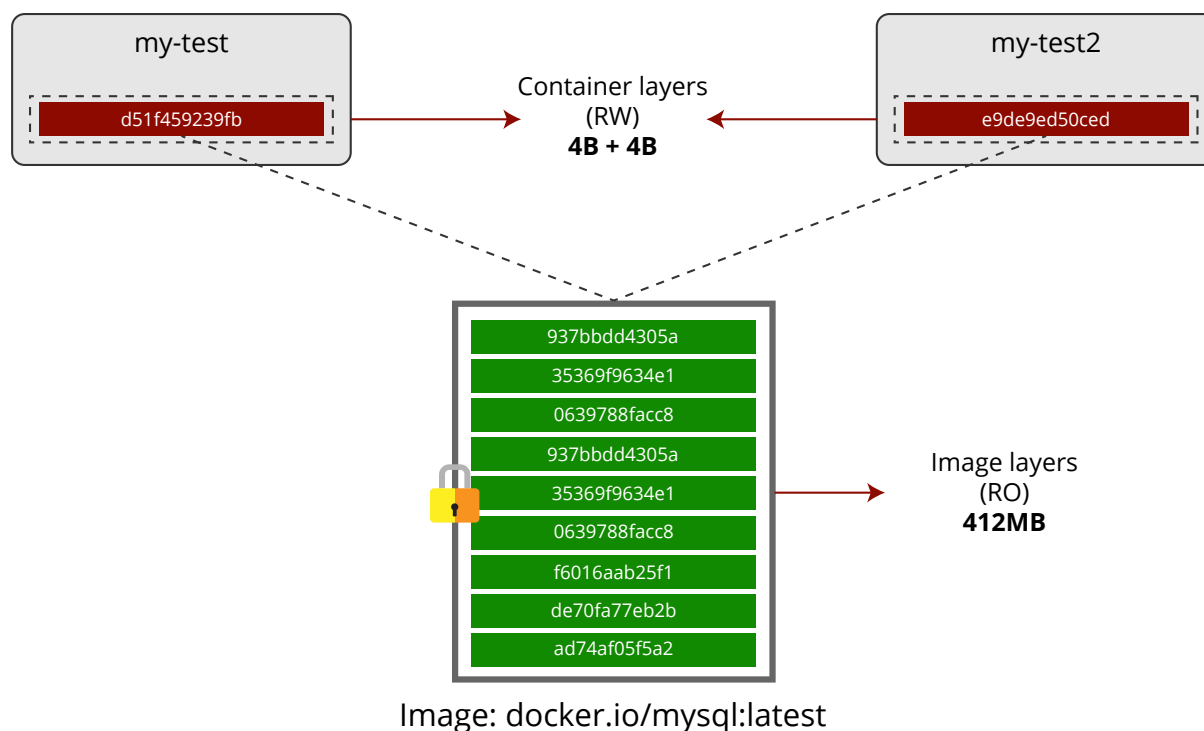 my-test
my-test2
d51f459239fb
Container layers
(RW)
4B + 4B
e9de9ed50ced
937bbdd4305a
35369f9634e1
0639788facc8
937bbdd4305a
35369f9634e1
0639788facc8
f6016aab25f1
de70fa77eb2b
ad74af05f5a2
Image layers
(RO)
412MB
Image: docker.io/mysql:latest